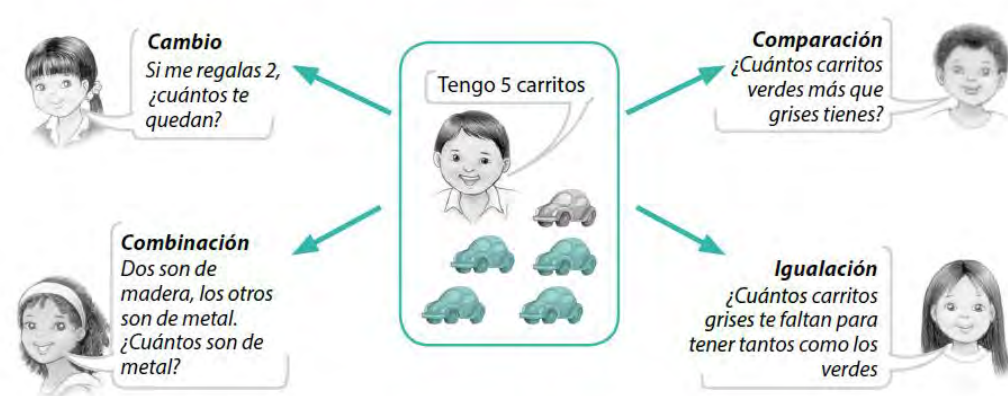 Cambio
Si me regalas 2,
¿cuántos te
quedan?
Tengo 5 carritos
Comparación
¿Cuántos carritos
verdes más que
grises tienes?
Combinación
Dos son de
madera, los otros
son de metal.
¿Cuántos son de
metal?
Igualación
¿Cuántos carritos
grises te faltan para
tener tantos como los
verdes